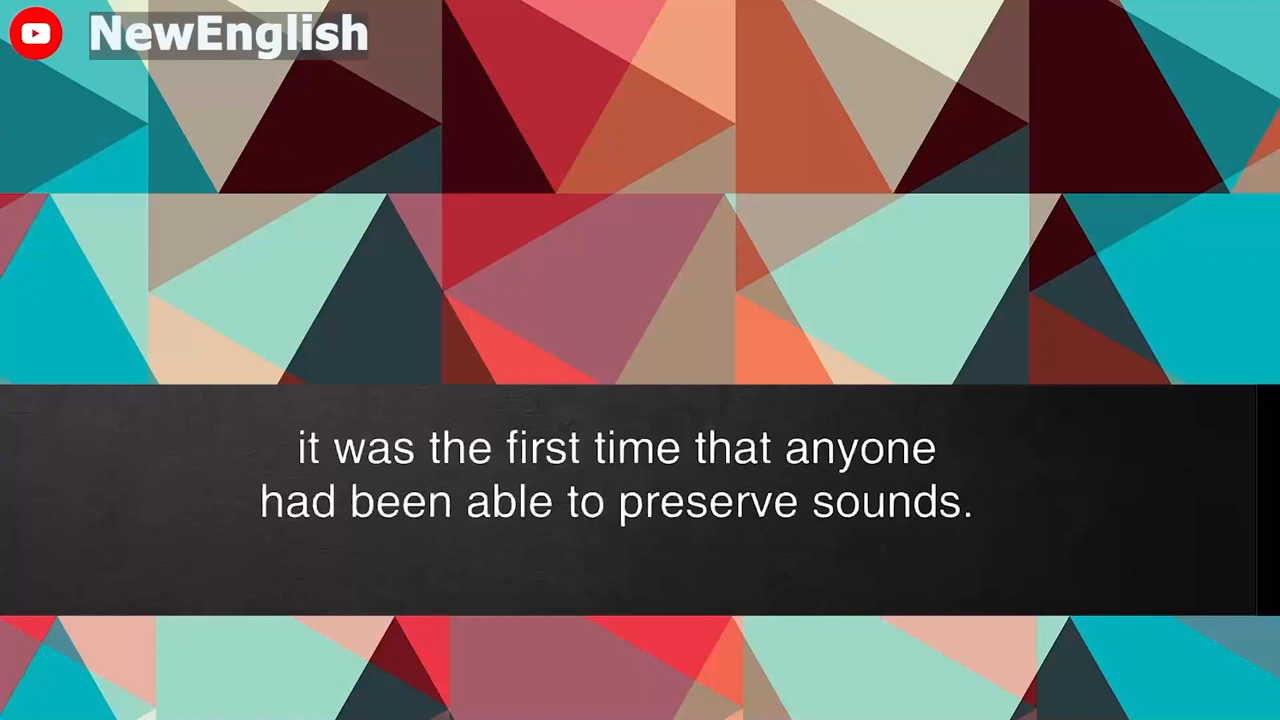 NewEnglish
it was the first time that anyone
had been able to preserve sounds.